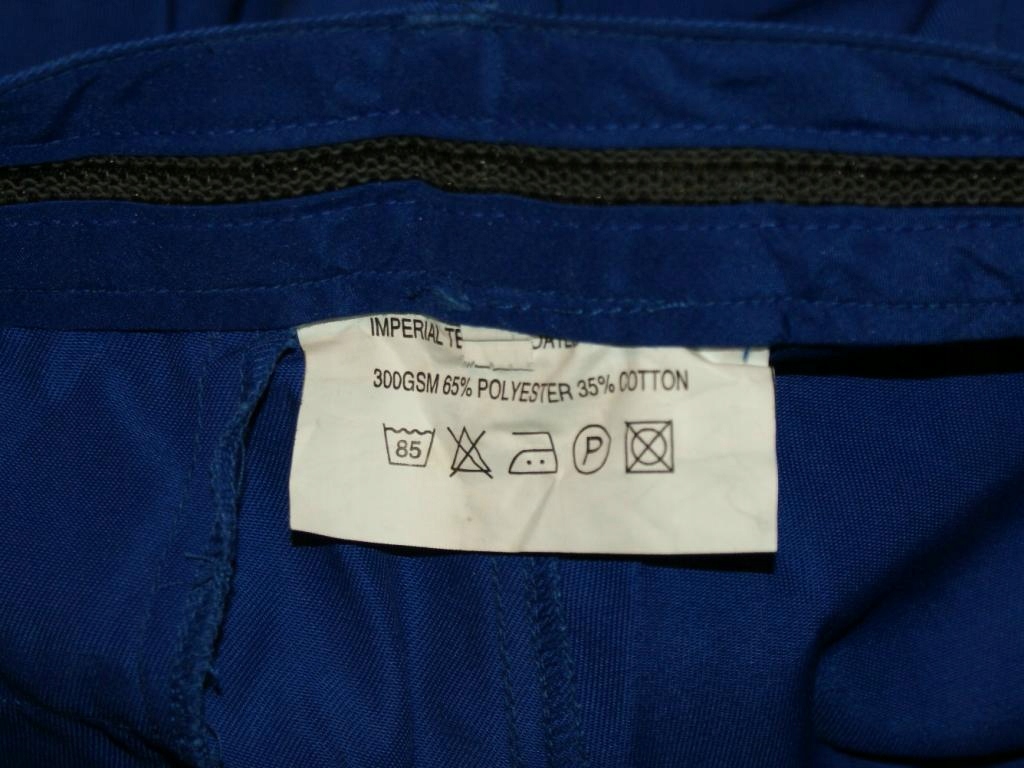 IMPERIAL
300GSM 65% POLYESTER 35% COTTON
85 P